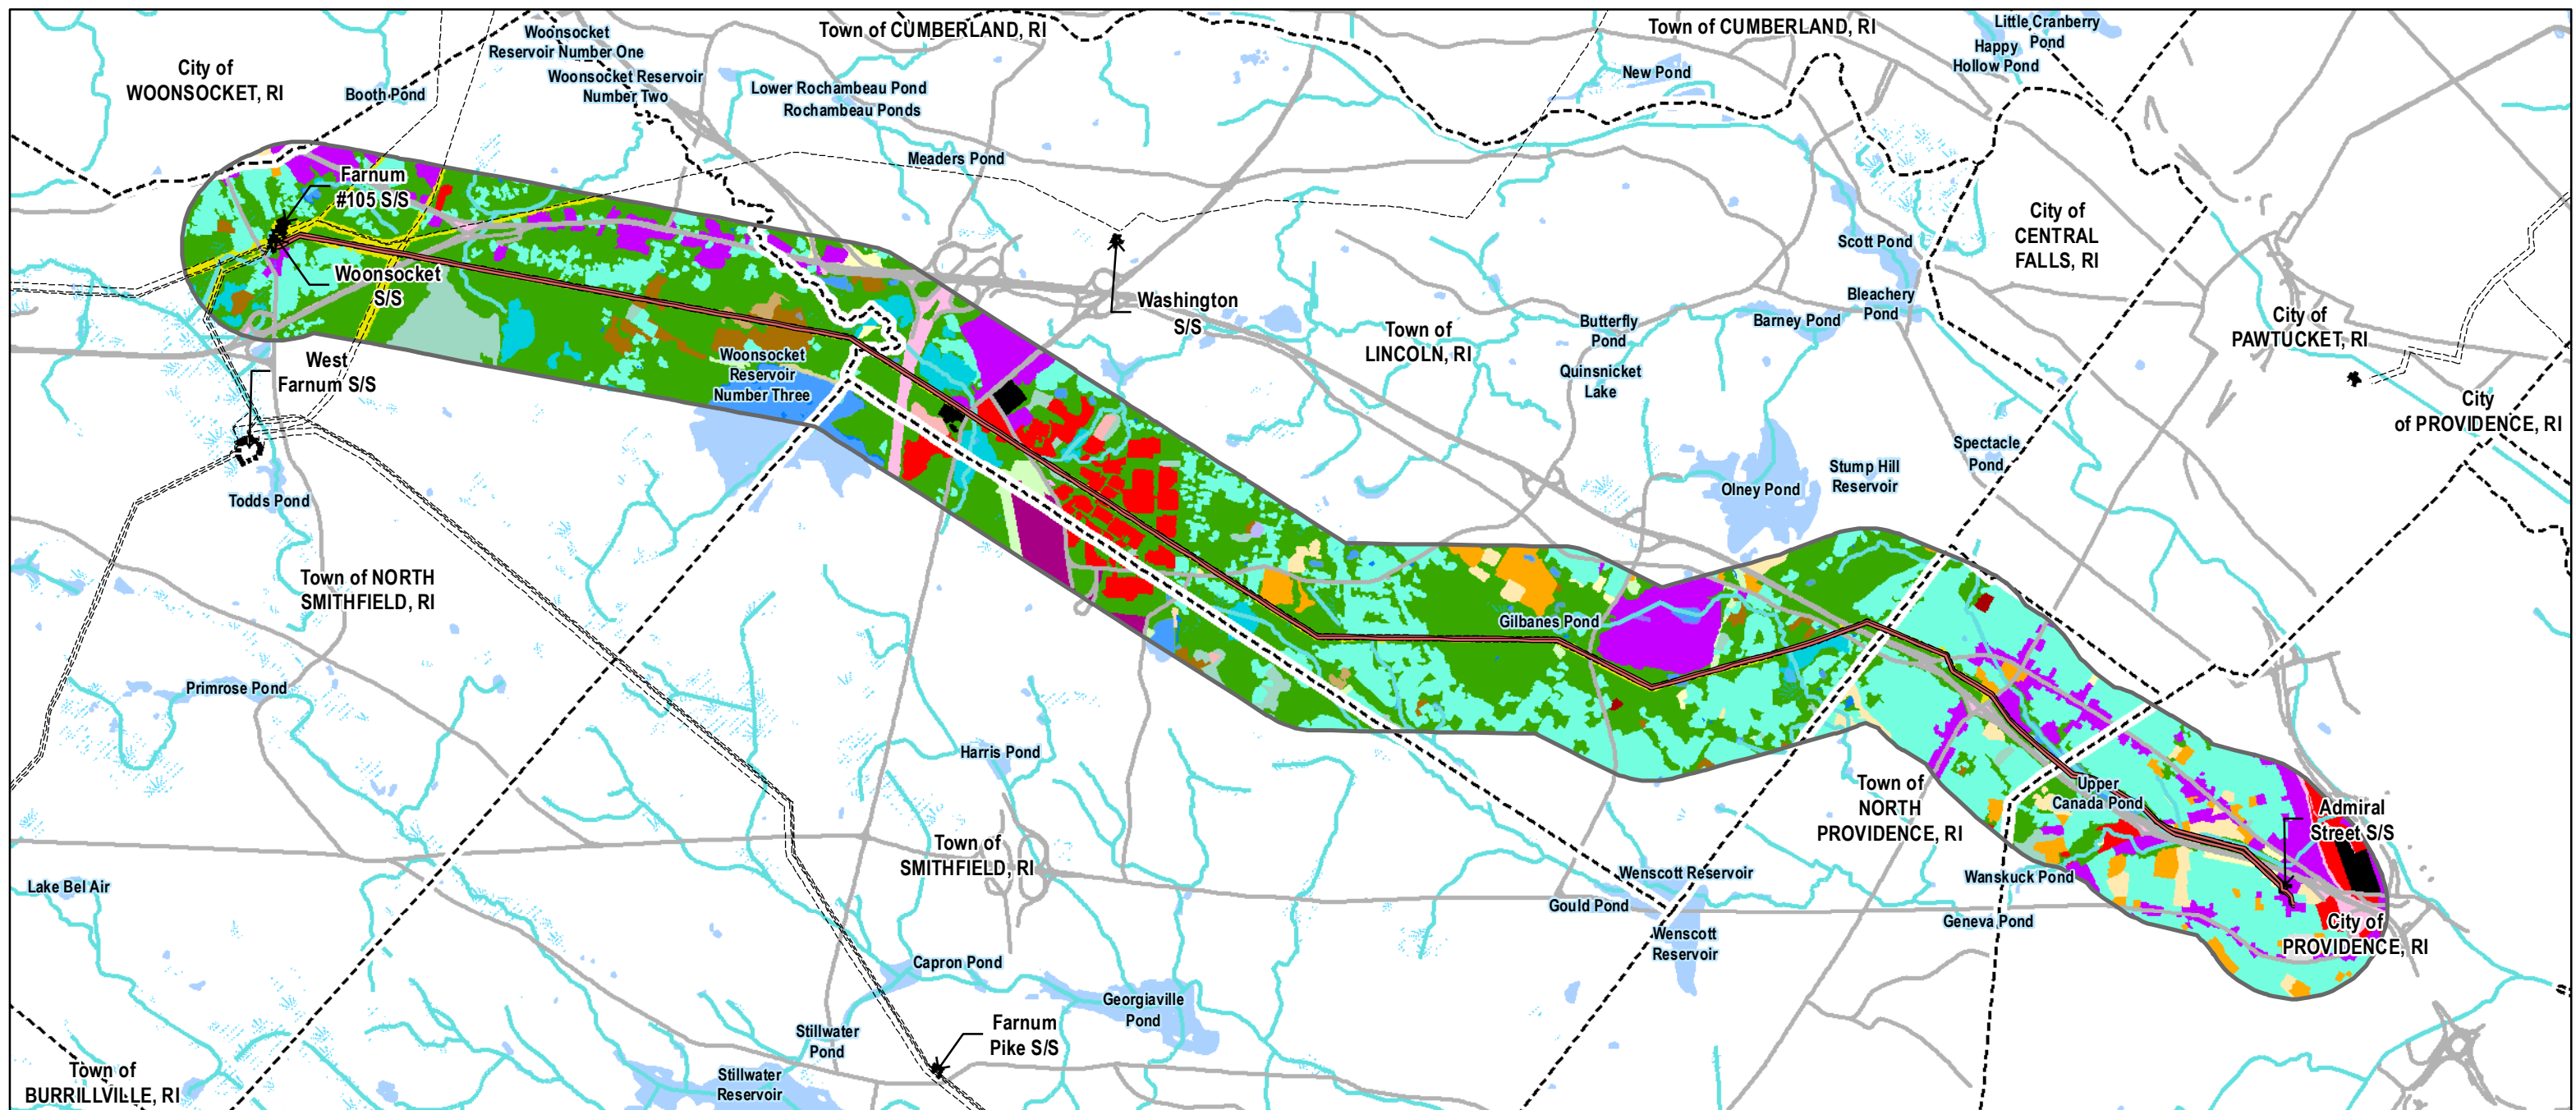 Woonsocket
Reservoir Number One
Town of CUMBERLAND, RI
Town of CUMBERLAND, RI
Little Cranberry
Pond
Happy
Hollow Pond
City of
WOONSOCKET, RI
Booth Pond
Woonsocket Reservoir
Number Two
Lower Rochambeau Pond
Rochambeau Ponds
New Pond
Meaders Pond
Farnum
#105 S/S
Woonsocket
S/S
Scott Pond
City of
CENTRAL
FALLS, RI
Washington
S/S
Town of
LINCOLN, RI
Butterfly
Pond
Barney Pond
Bleachery
Pond
City of
PAWTUCKET, RI
West
Farnum S/S
Woonsocket
Reservoir
Number Three
Quinsnicket
Lake
City
of PROVIDENCE, RI
Todds Pond
Olney Pond
Stump Hill
Reservoir
Spectacle
Pond
Town of NORTH
SMITHFIELD, RI
Gilbanes Pond
Primrose Pond
Harris Pond
Town of
NORTH
PROVIDENCE, RI
Upper
Canada Pond
Admiral
Street S/S
Town of
SMITHFIELD, RI
Lake Bel Air
Wenscott Reservoir
Gould Pond
Wenscott
Reservoir
Wanskuck Pond
Geneva Pond
City of
PROVIDENCE, RI
Capron Pond
Georgiaville
Pond
Stillwater
Pond
Farnum
Pike S/S
Stillwater
Reservoir
Town of
BURRILLVILLE, RI